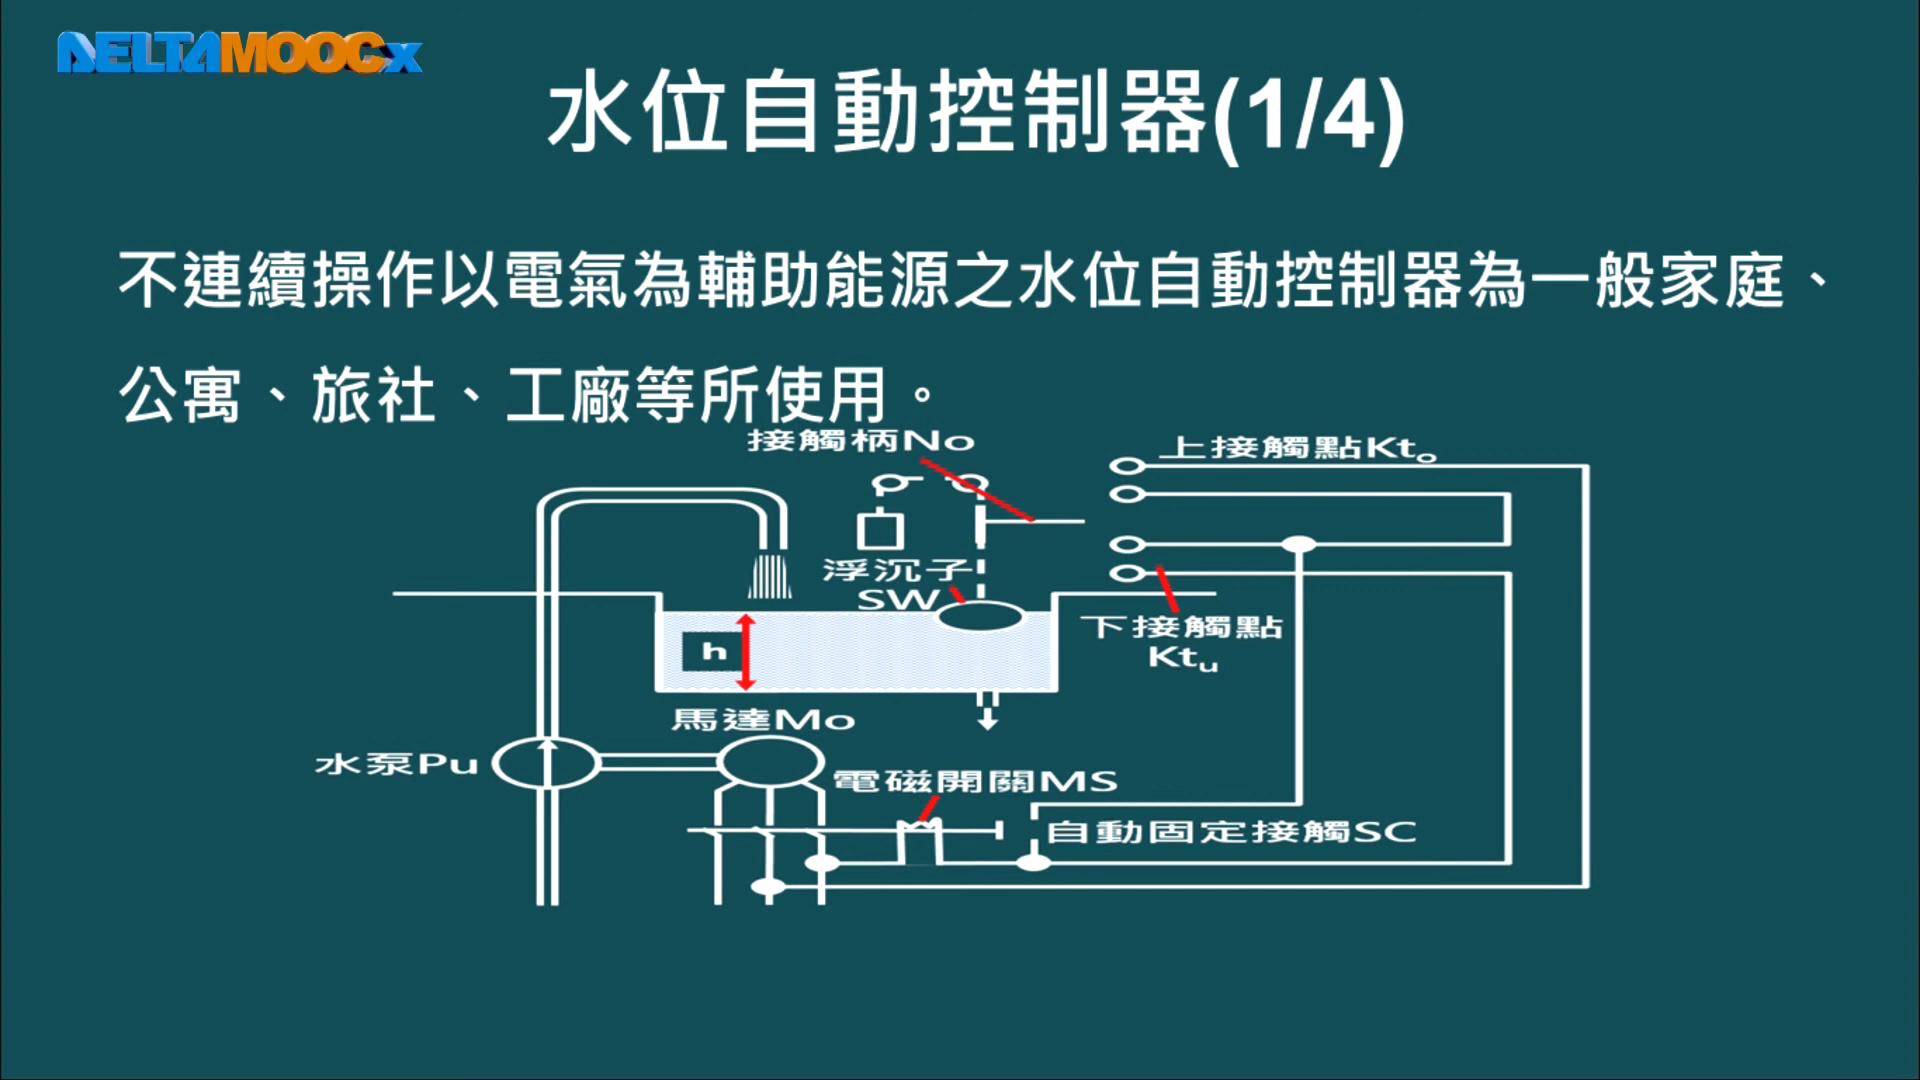 DELTAMOOCx
水位自動控制器(1/4)
不連續操作以電氣為輔助能源之水位自動控制器為一般家庭、
公寓、旅社、工廠等所使用。
接觸柄No
上接觸點Kto
浮沉子
SW
下接觸點
Ktu
h
馬達Mo
水泵Pu
電磁開關MS
自動固定接觸SC